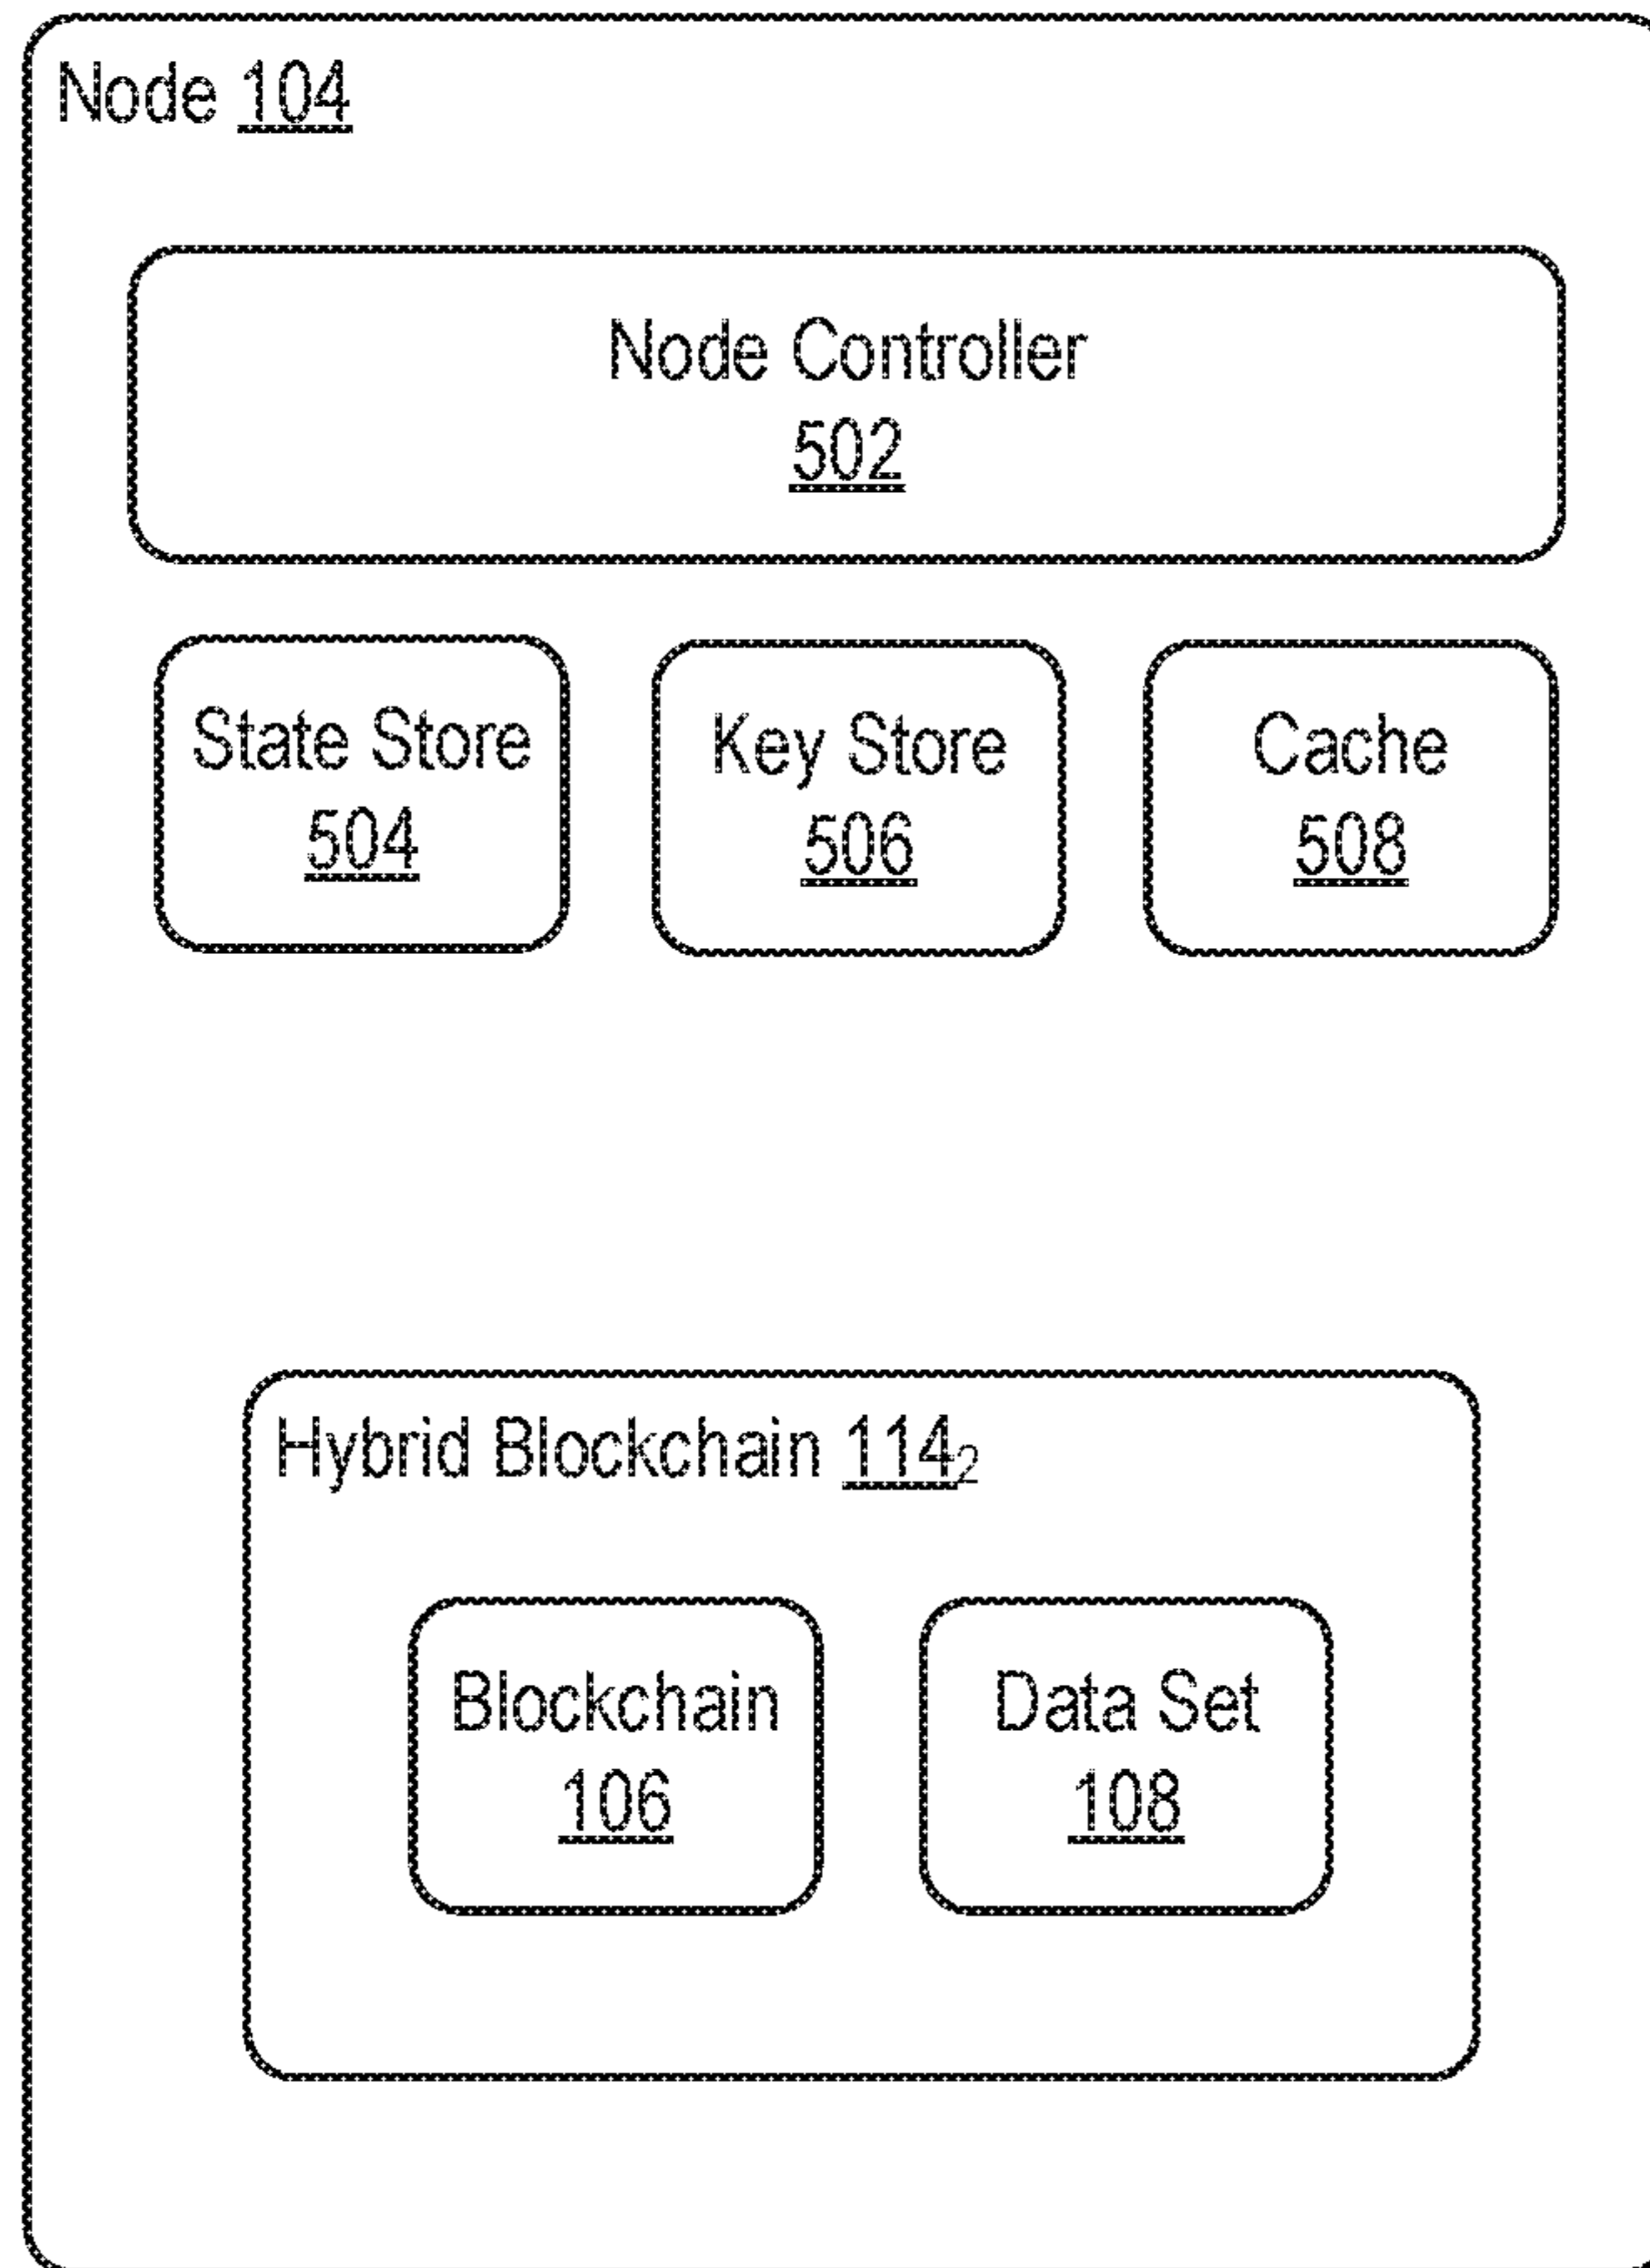 Node 104
Node Controller
502
State Store
504
Key Store
506
Cache
508
Hybrid Blockchain 114₂
Blockchain
106
Data Set
108